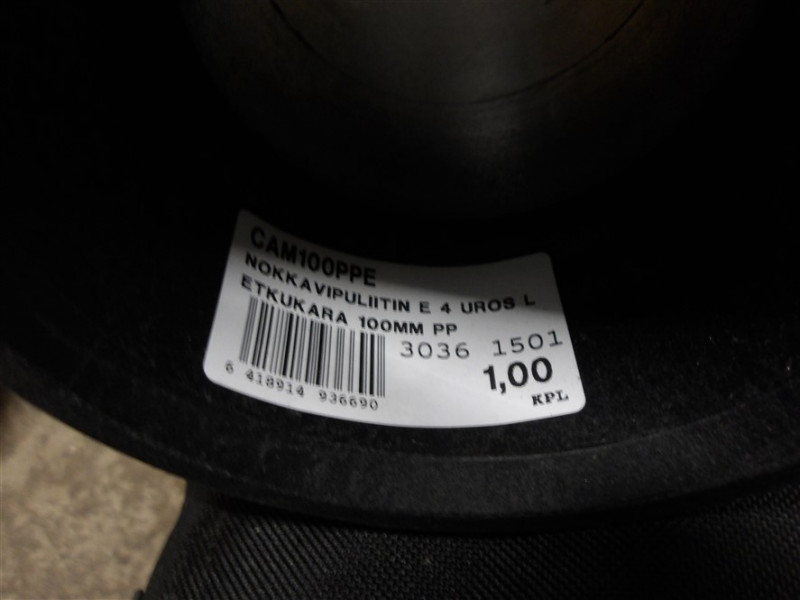 CAM100PPE
NOKKAVIPULIITIN E 4 UROS L
ETKUKARA 100MM PP
3036 1501
1,00
KPL
6 418914 936690